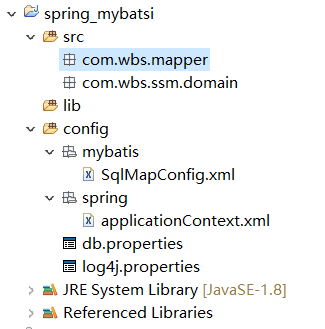 spring_mybatsi
src
com.wbs.mapper
com.wbs.ssm.domain
lib
config
mybatis
SqlMapConfig.xml
spring
applicationContext.xml
db.properties
log4j.properties
JRE System Library [JavaSE-1.8]
Referenced Libraries